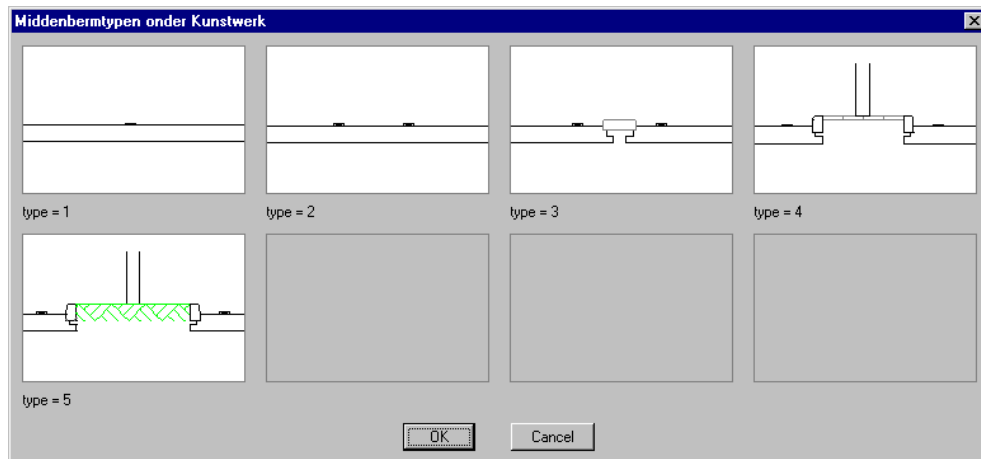 Middenbermtypen onder Kunstwerk
type = 1
type = 2
type = 3
type = 4
type = 5
OK
Cancel